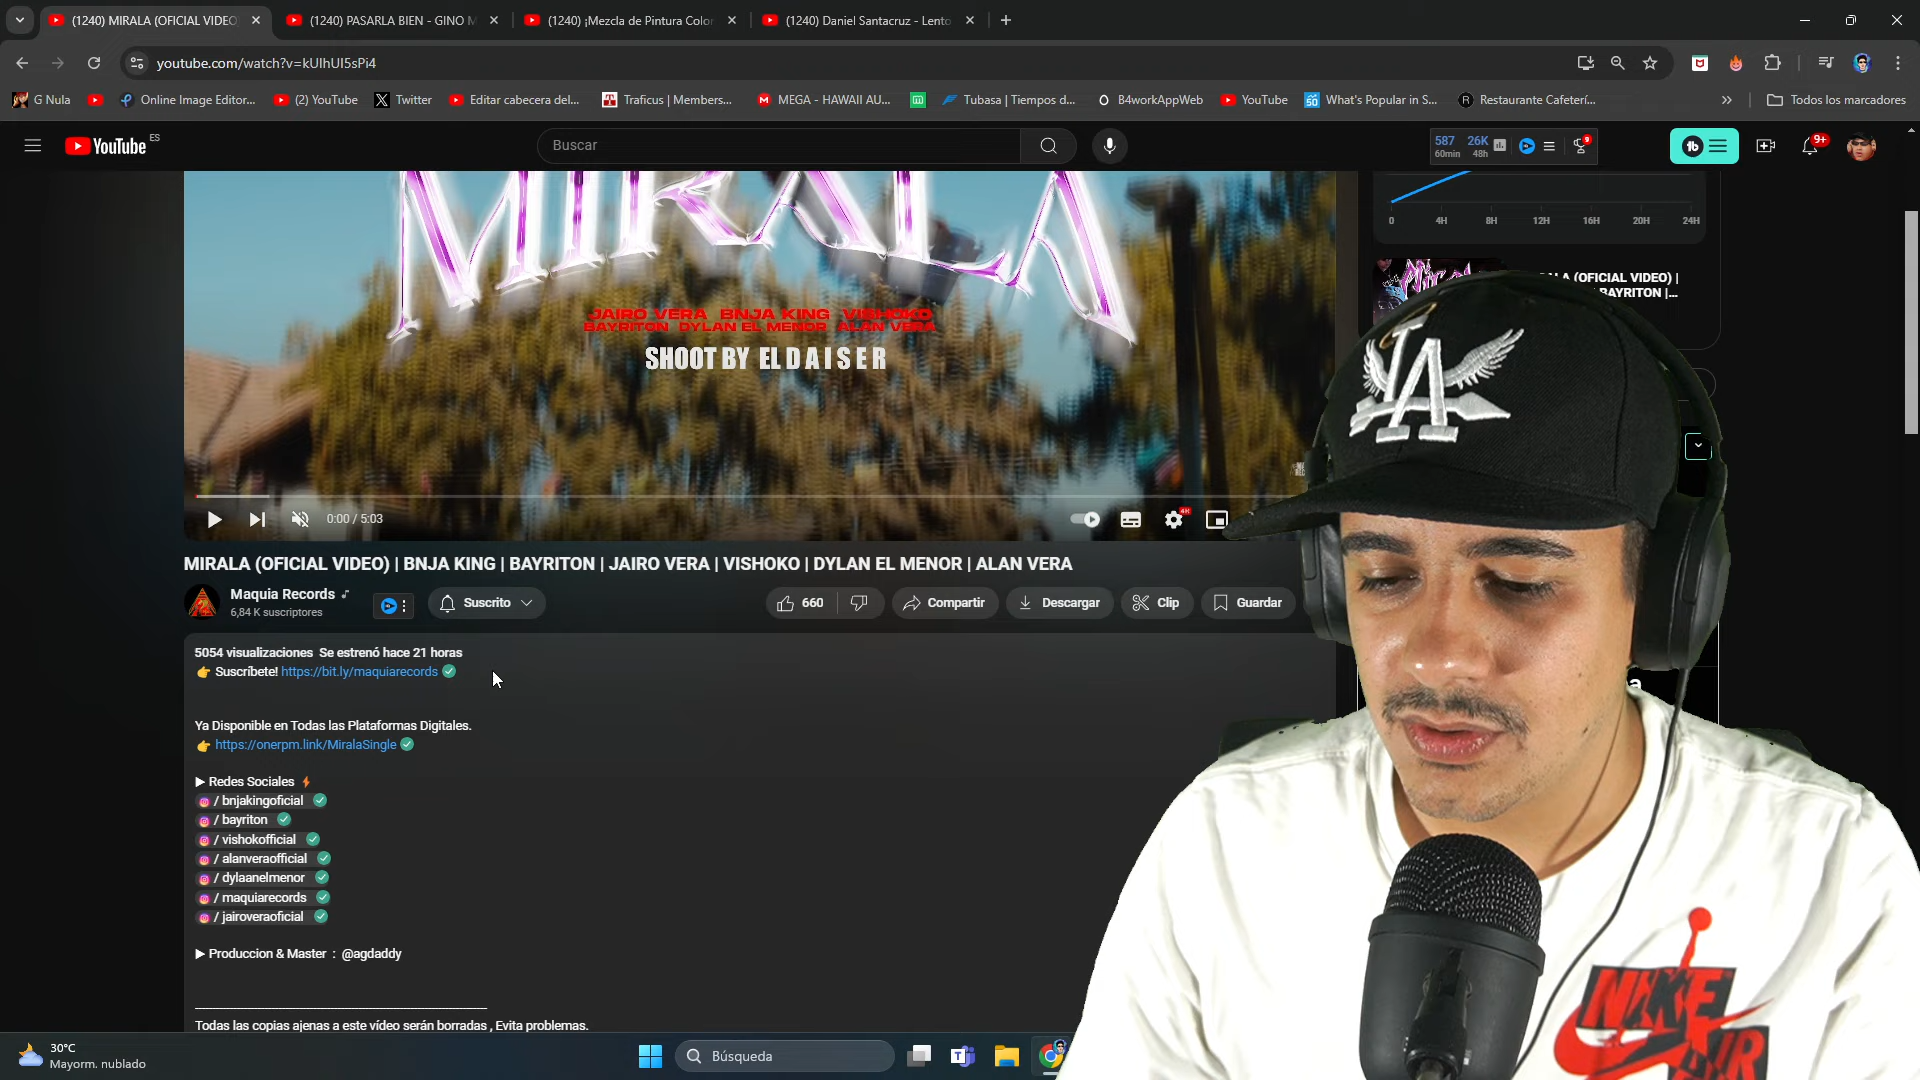 (1240) MIRALA (OFICIAL VIDEO)
(1240) PASARLA BIEN - GINO M
(1240) ¡Mezcla de Pintura Color
(1240) Daniel Santacruz - Lento
youtube.com/watch?v=kUlhUI5sPi4
G Nula
Online Image Editor...
(2) YouTube
Twitter
Editar cabecera del...
Traficus | Members...
MEGA - HAWAII AU...
Tubasa | Tiempos d...
B4workAppWeb
YouTube
What's Popular in S...
Restaurante Cafeterí...
Todos los marcadores
YouTube ES
Buscar
587 26K
60min 48h
9+
MIRALA
JAIRO VERA BNJA KING VISHOKO
BAYRITON DYLAN EL MENOR ALAN VERA
SHOOT BY EL DAISER
0 4H 8H 12H 16H 20H 24H
LA (OFICIAL VIDEO) |
BAYRITON |...
0:00 / 5:03
MIRALA (OFICIAL VIDEO) | BNJA KING | BAYRITON | JAIRO VERA | VISHOKO | DYLAN EL MENOR | ALAN VERA
Maquia Records
6,84 K suscriptores
Suscrito
660
Compartir
Descargar
Clip
Guardar
5054 visualizaciones Se estrenó hace 21 horas
👉 Suscríbete! https://bit.ly/maquiarecords
Ya Disponible en Todas las Plataformas Digitales.
👉 https://onerpm.link/MiralaSingle
▶ Redes Sociales ⚡
/ bnjakingoficial
/ bayriton
/ vishokofficial
/ alanveraofficial
/ dylaanelmenor
/ maquiarecords
/ jairoveraoficial
▶ Produccion & Master : @agdaddy
Todas las copias ajenas a este vídeo serán borradas , Evita problemas.
30°C
Mayorm. nublado
Búsqueda
NIKE
AIR